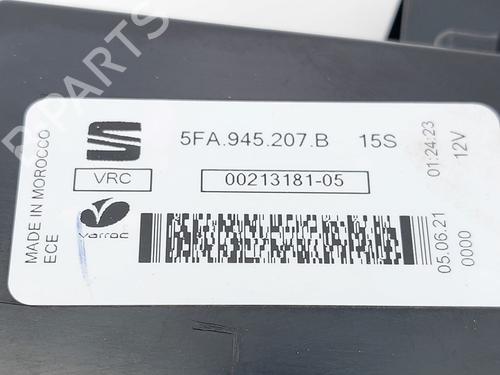 5FA.945.207.B 15S
VRC
00213181-05
varroc
MADE IN MOROCCO
ECE
01:24:23
12V
05.06.21
0000
B-PARTS